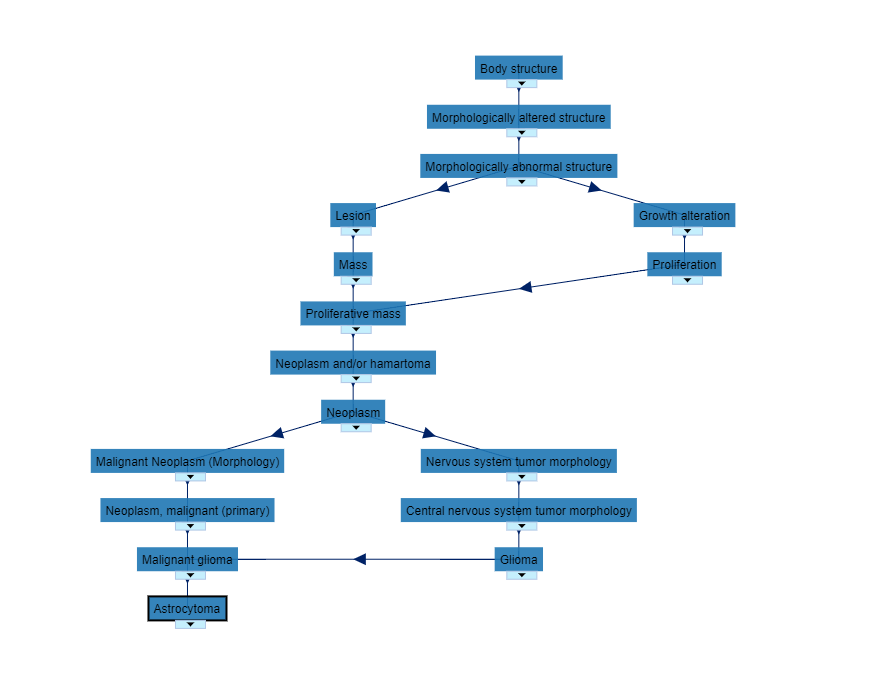 Body structure
Morphologically altered structure
Morphologically abnormal structure
Lesion
Growth alteration
Mass
Proliferation
Proliferative mass
Neoplasm and/or hamartoma
Neoplasm
Malignant Neoplasm (Morphology)
Nervous system tumor morphology
Neoplasm, malignant (primary)
Central nervous system tumor morphology
Malignant glioma
Glioma
Astrocytoma